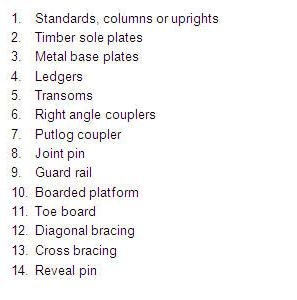 1. Standards, columns or uprights
2. Timber sole plates
3. Metal base plates
4. Ledgers
5. Transoms
6. Right angle couplers
7. Putlog coupler
8. Joint pin
9. Guard rail
10. Boarded platform
11. Toe board
12. Diagonal bracing
13. Cross bracing
14. Reveal pin